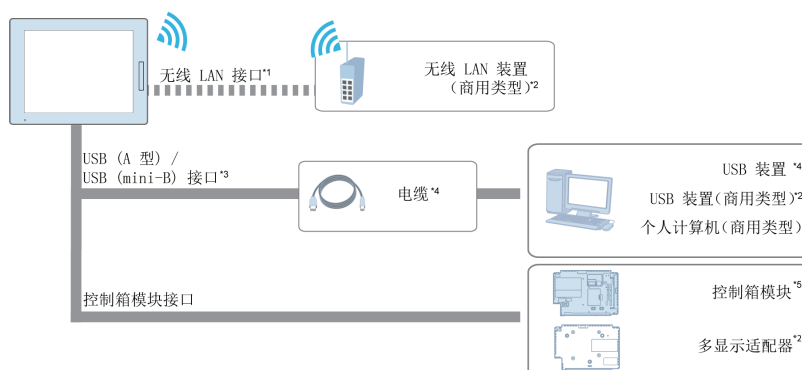 无线 LAN 接口*1
无线 LAN 装置
(商用类型)*2
USB (A 型) /
USB (mini-B) 接口*3
电缆*4
USB 装置 *4
USB 装置(商用类型)*2
个人计算机(商用类型)
控制箱模块接口
控制箱模块*5
多显示适配器*2